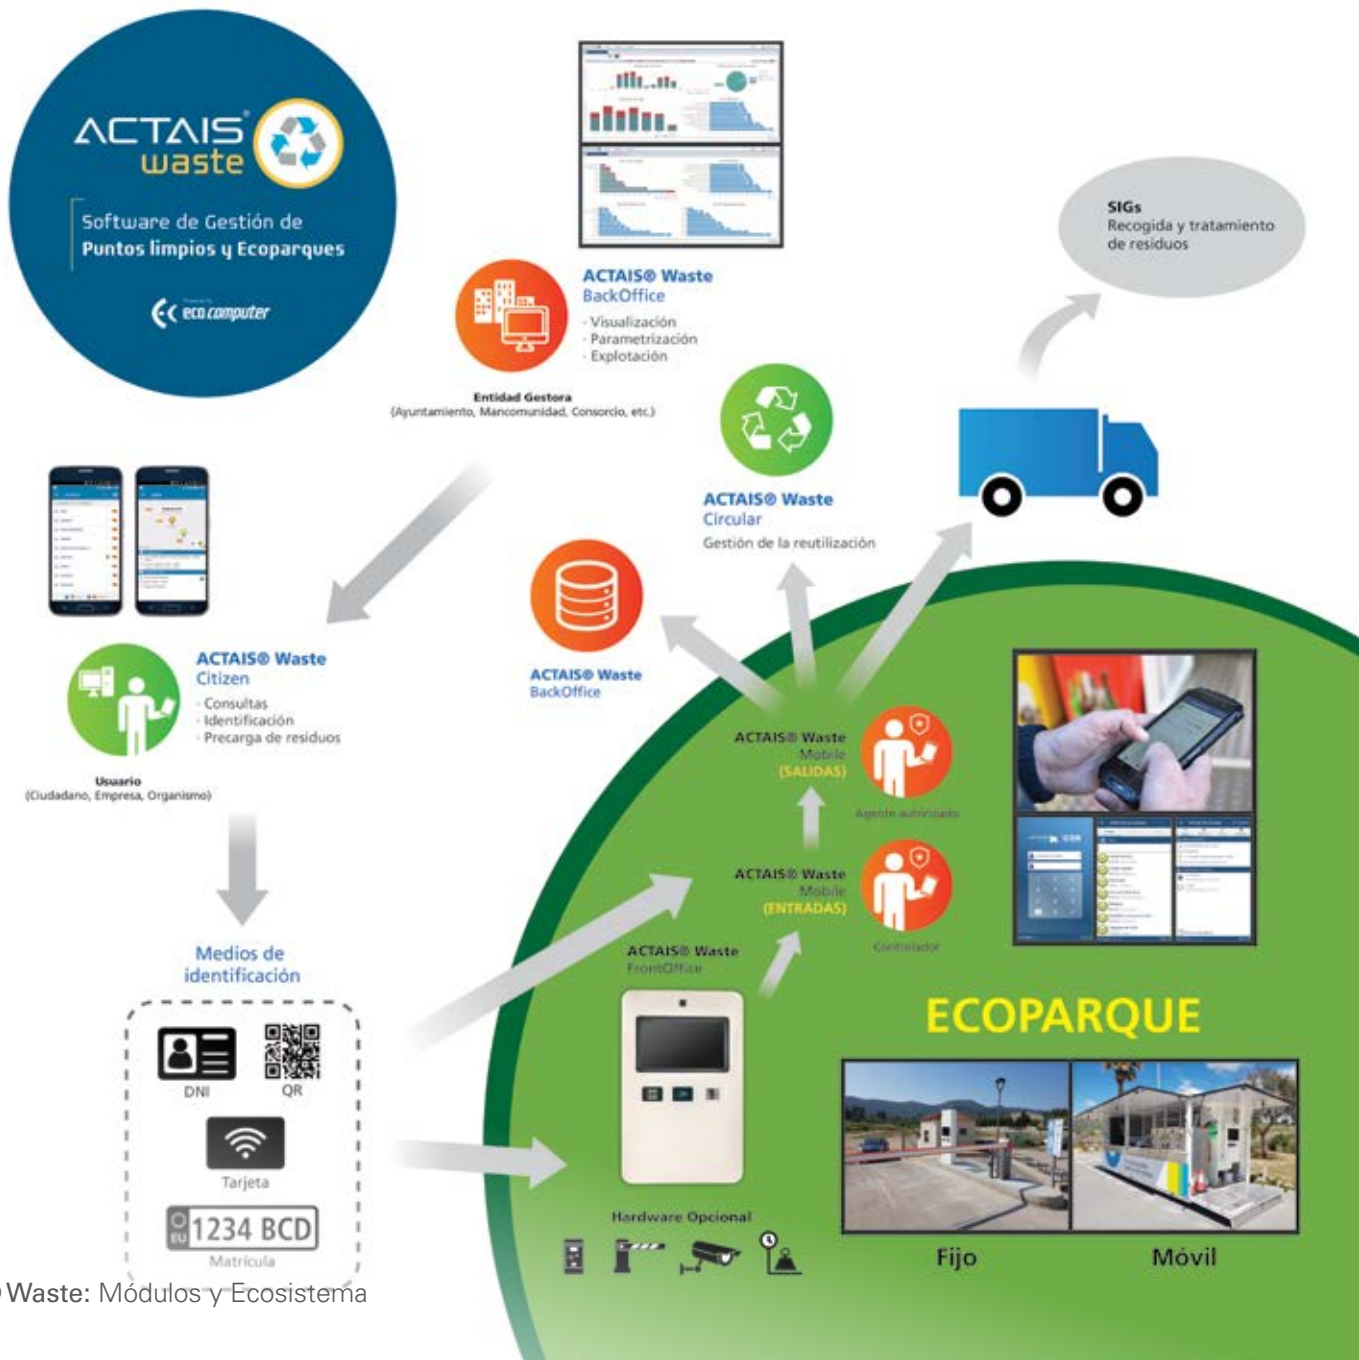 ACTAIS®
waste
Software de Gestión de
Puntos limpios y Ecoparques
ecocomputer
ACTAIS® Waste
BackOffice
· Visualización
· Parametrización
· Explotación
Entidad Gestora
(Ayuntamiento, Mancomunidad, Consorcio, etc.)
SIGs
Recogida y tratamiento
de residuos
ACTAIS® Waste
Circular
Gestión de la reutilización
ACTAIS® Waste
BackOffice
ACTAIS® Waste
Citizen
· Consultas
· Identificación
· Precarga de residuos
Usuario
(Ciudadano, Empresa, Organismo)
ACTAIS® Waste
Mobile
(SALIDAS)
Agente autorizado
ACTAIS® Waste
Mobile
(ENTRADAS)
Controlador
Medios de
identificación
DNI
QR
Tarjeta
EU
1234 BCD
Matrícula
ACTAIS® Waste
FrontOffice
Hardware Opcional
ECOPARQUE
Fijo
Móvil
Waste: Módulos y Ecosistema